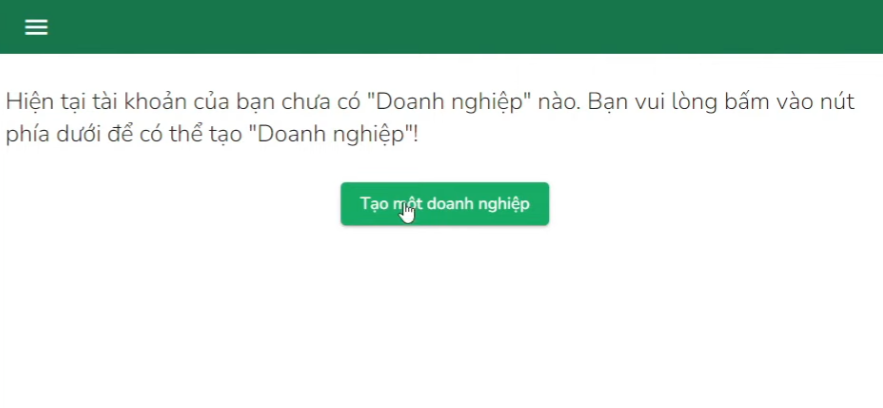 Hiện tại tài khoản của bạn chưa có "Doanh nghiệp" nào. Bạn vui lòng bấm vào nút
phía dưới để có thể tạo "Doanh nghiệp"!
Tạo một doanh nghiệp